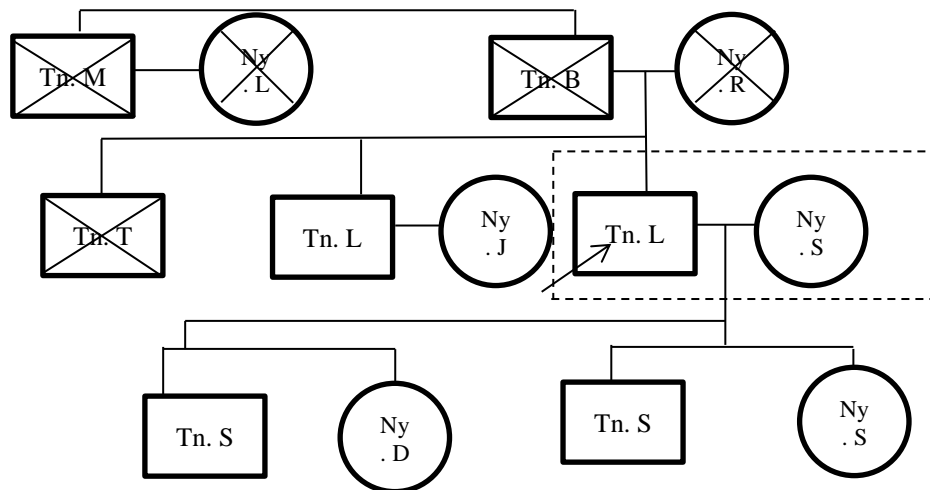 Tn. M
Ny
. L
Tn. B
Ny
. R
Tn. T
Tn. L
Ny
. J
Tn. L
Ny
. S
Tn. S
Ny
. D
Tn. S
Ny
. S